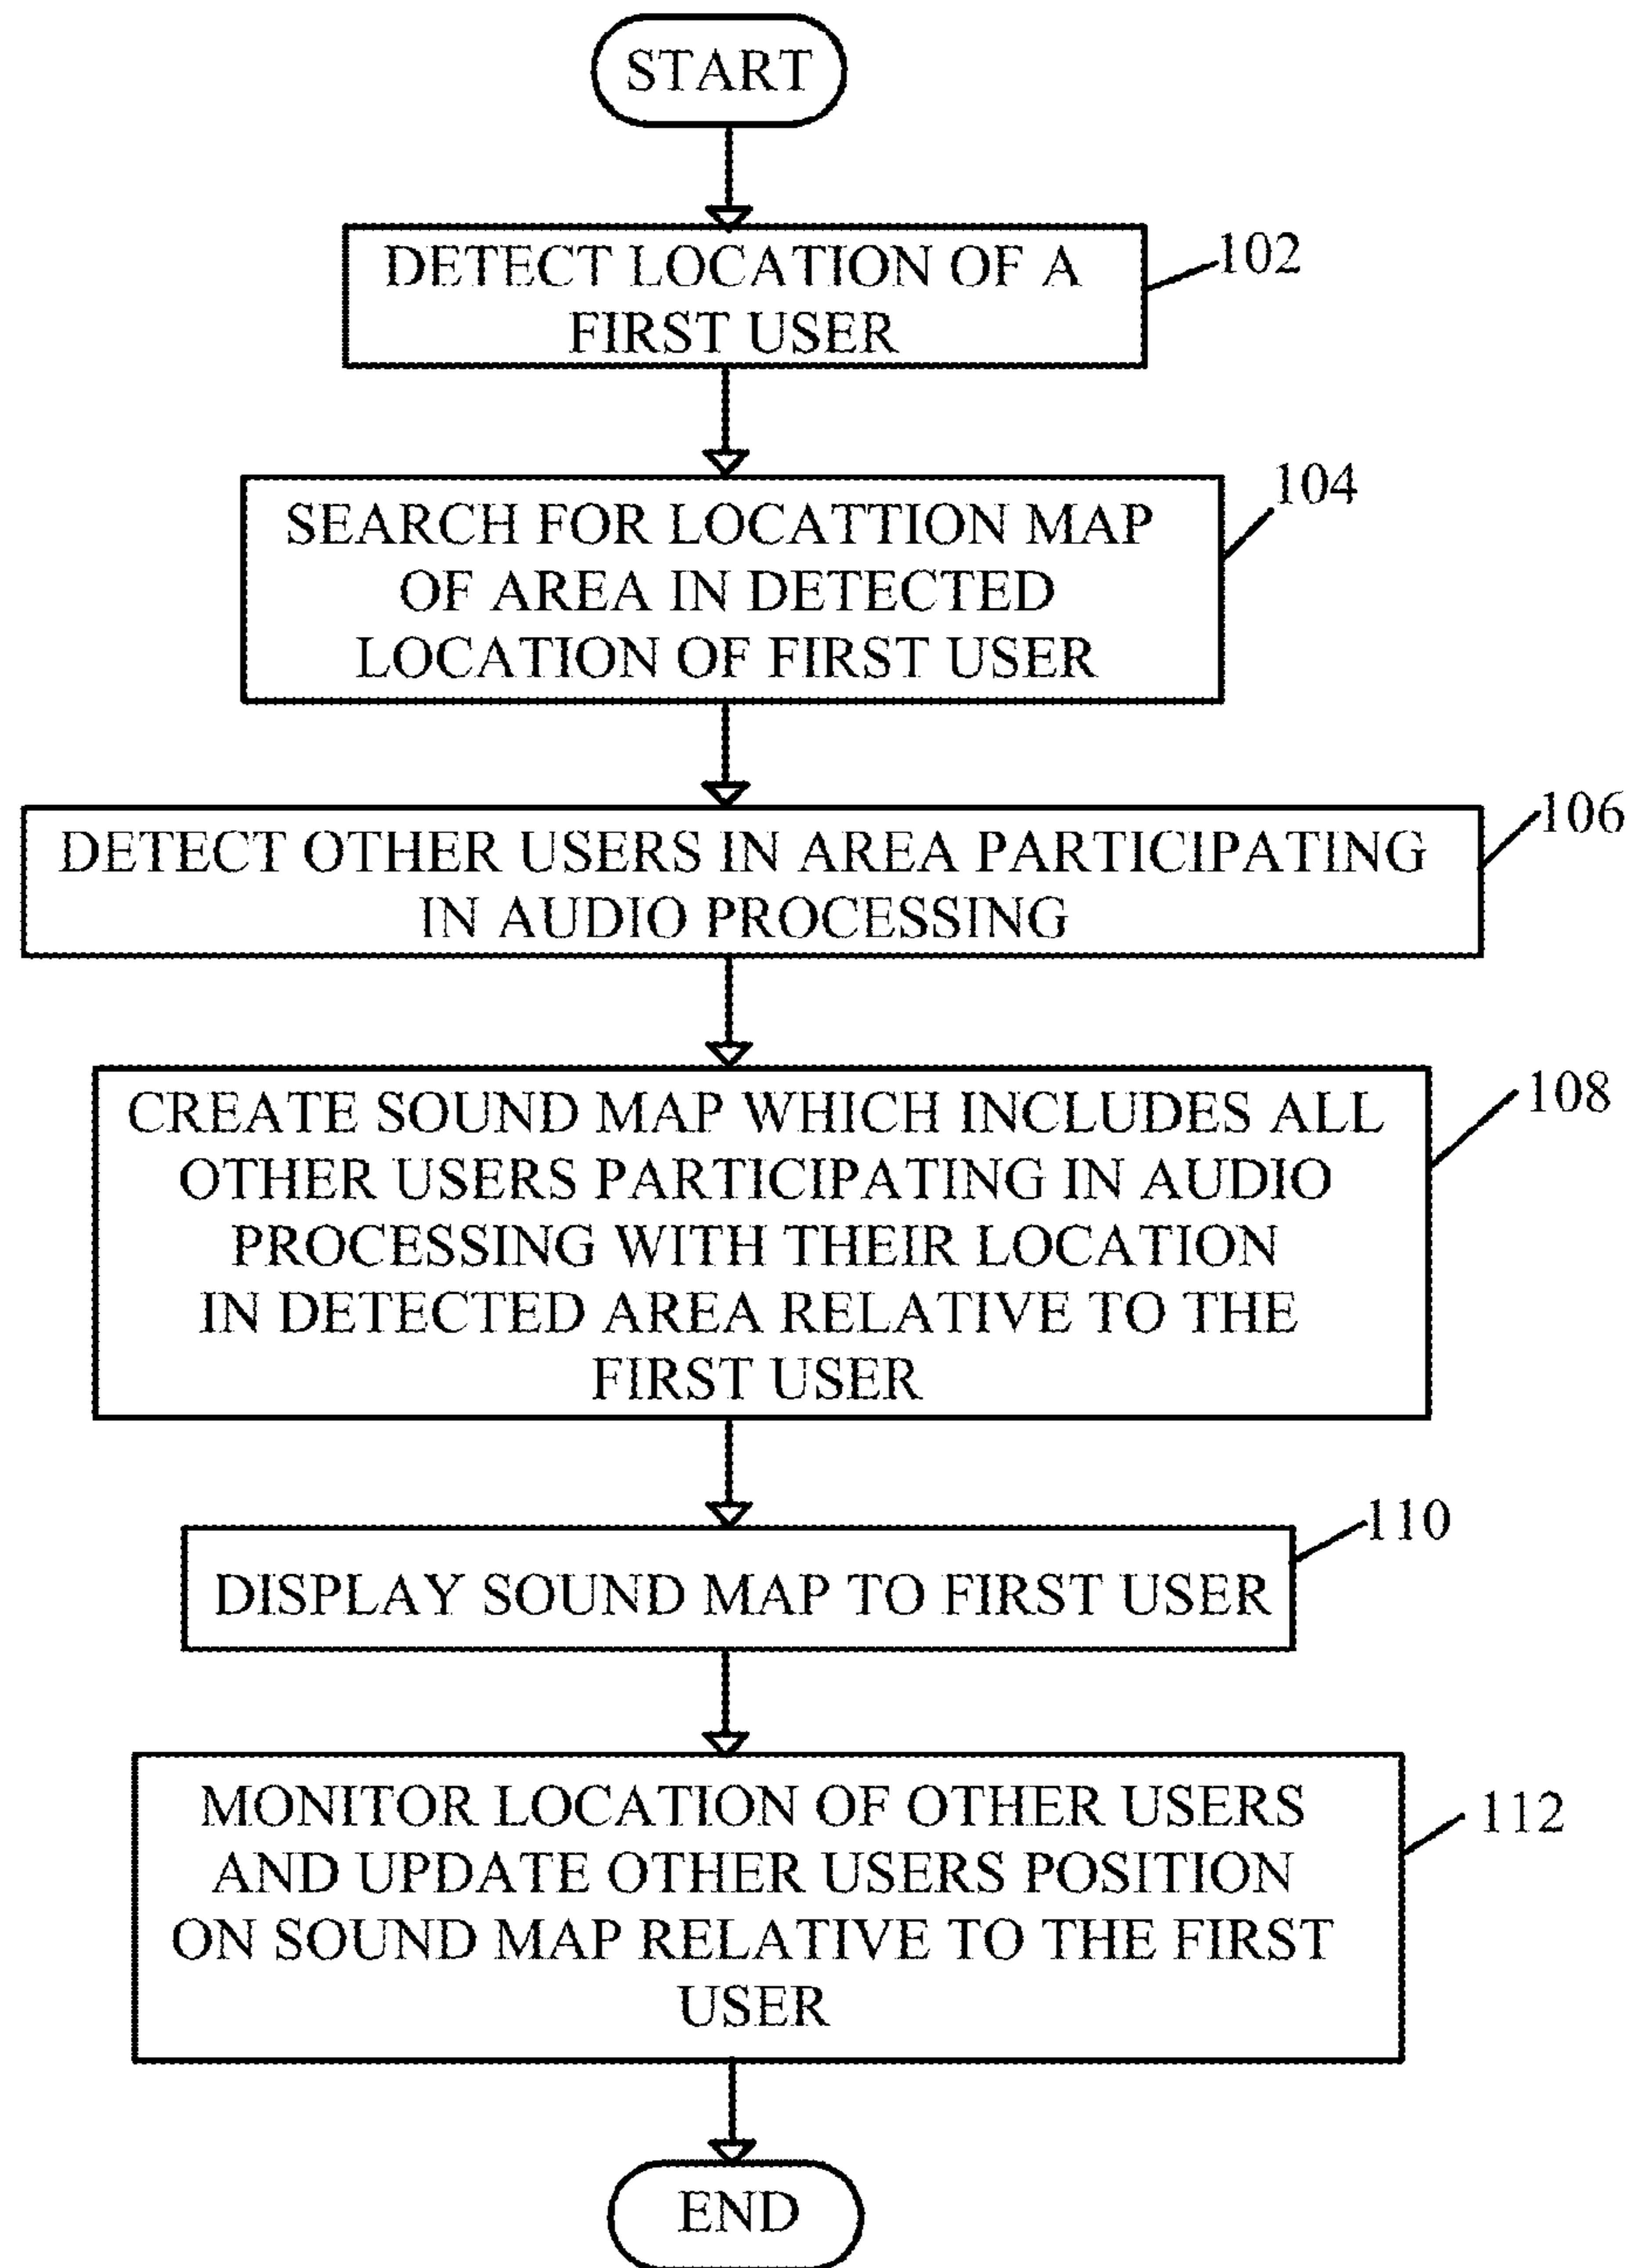 START
DETECT LOCATION OF A
FIRST USER
102
SEARCH FOR LOCATTION MAP
OF AREA IN DETECTED
LOCATION OF FIRST USER
104
DETECT OTHER USERS IN AREA PARTICIPATING
IN AUDIO PROCESSING
106
CREATE SOUND MAP WHICH INCLUDES ALL
OTHER USERS PARTICIPATING IN AUDIO
PROCESSING WITH THEIR LOCATION
IN DETECTED AREA RELATIVE TO THE
FIRST USER
108
DISPLAY SOUND MAP TO FIRST USER
110
MONITOR LOCATION OF OTHER USERS
AND UPDATE OTHER USERS POSITION
ON SOUND MAP RELATIVE TO THE FIRST
USER
112
END